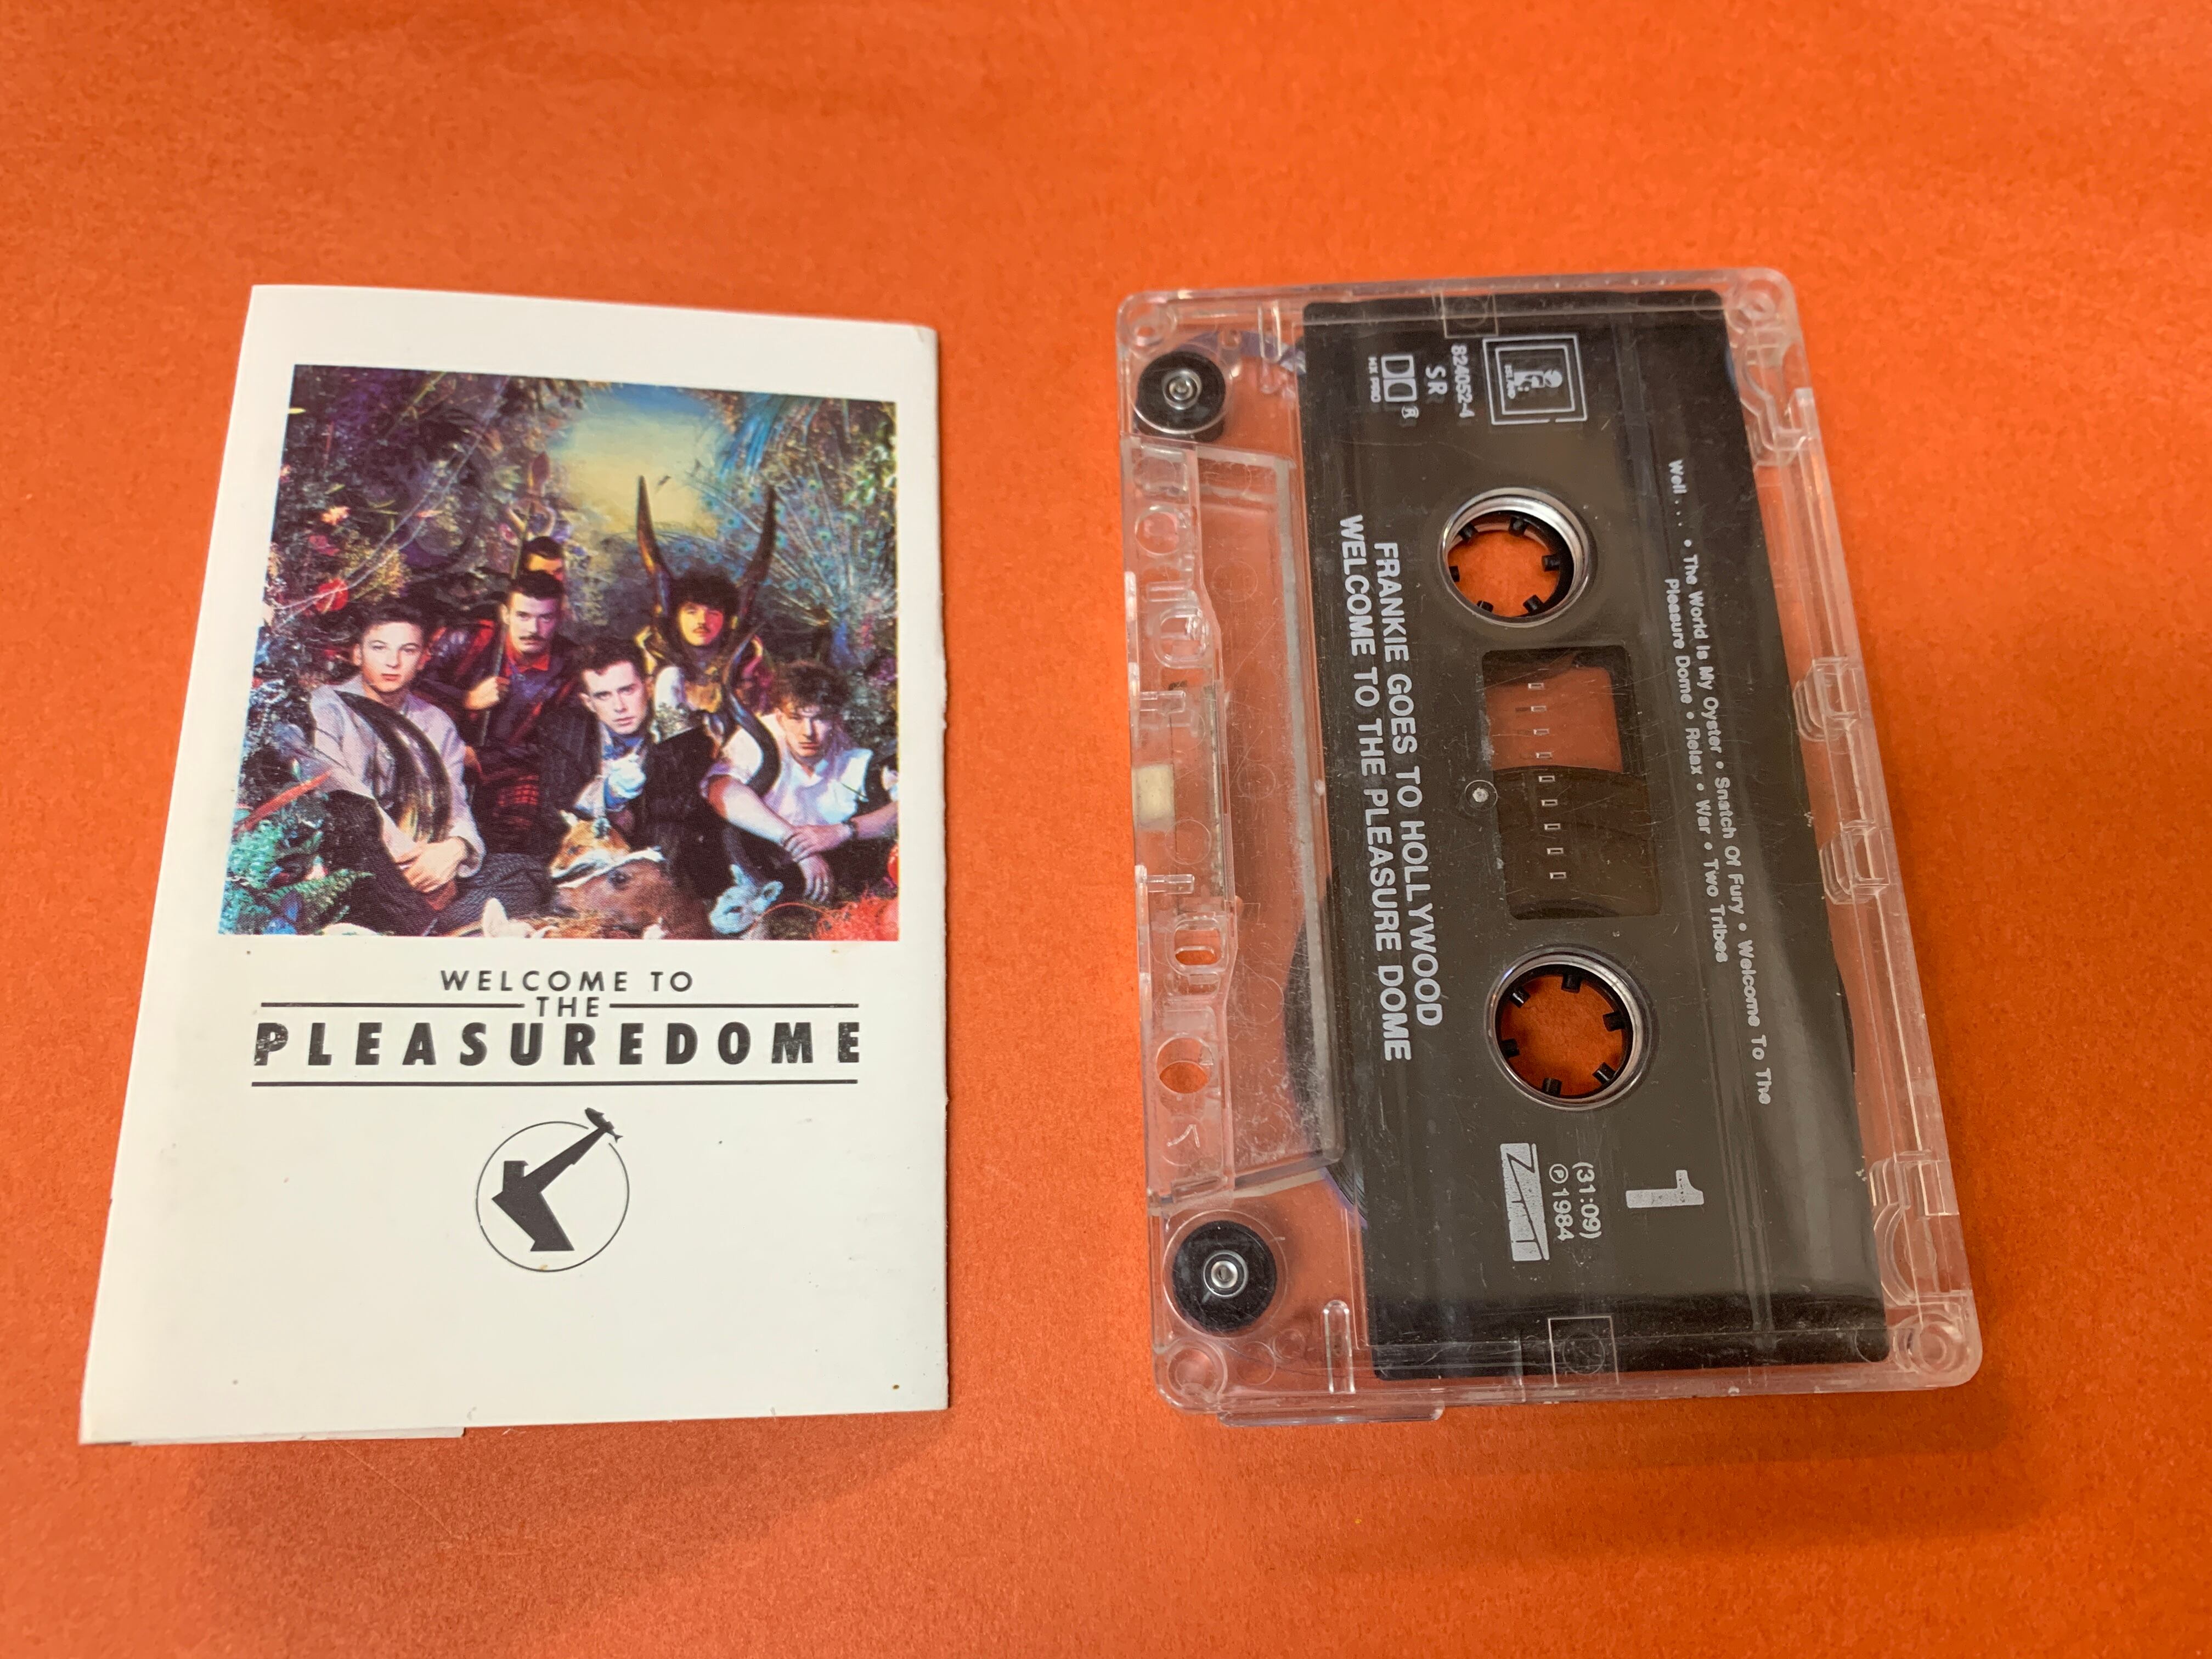 WELCOME TO
THE
PLEASUREDOME
Well . . . • The World Is My Oyster • Snatch Of Fury • Welcome To The
Pleasure Dome • Relax • War • Two Tribes
824052-4
SR
HX PRO
1
(31:09)
℗ 1984
FRANKIE GOES TO HOLLYWOOD
WELCOME TO THE PLEASURE DOME